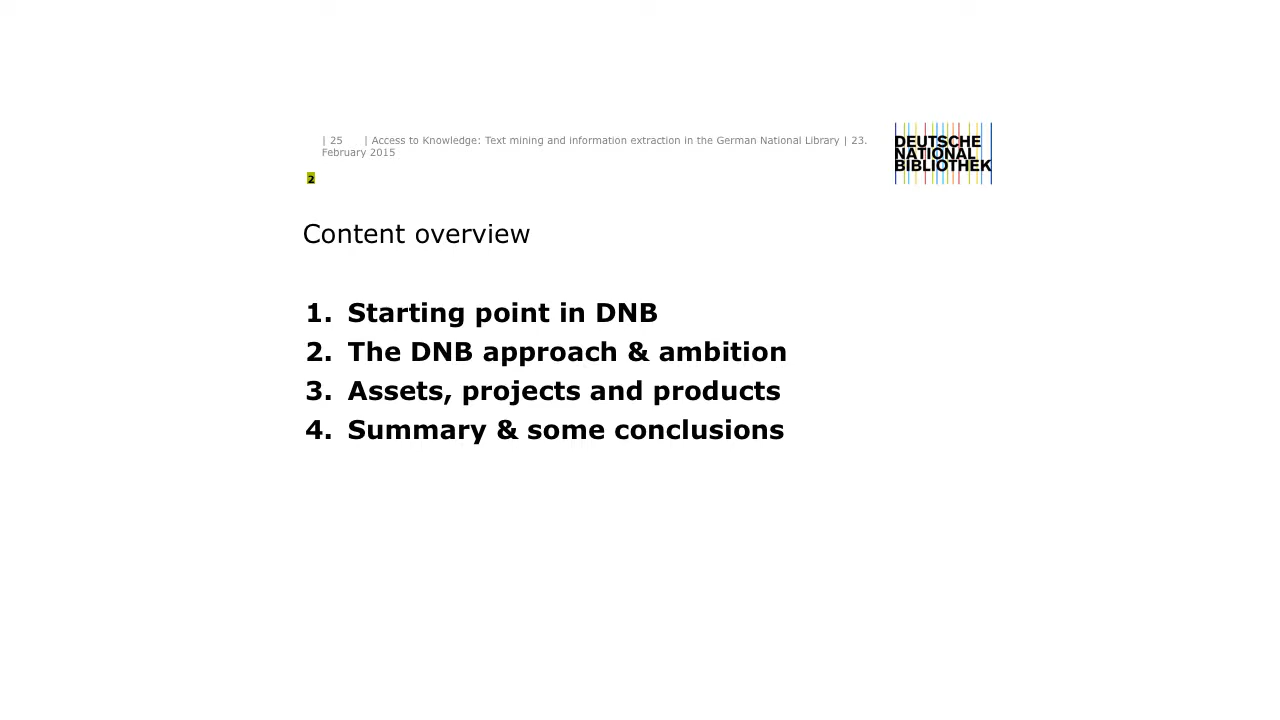 | 25 | Access to Knowledge: Text mining and information extraction in the German National Library | 23.
February 2015
DEUTSCHE
NATIONAL
BIBLIOTHEK
2
Content overview
1. Starting point in DNB
2. The DNB approach & ambition
3. Assets, projects and products
4. Summary & some conclusions